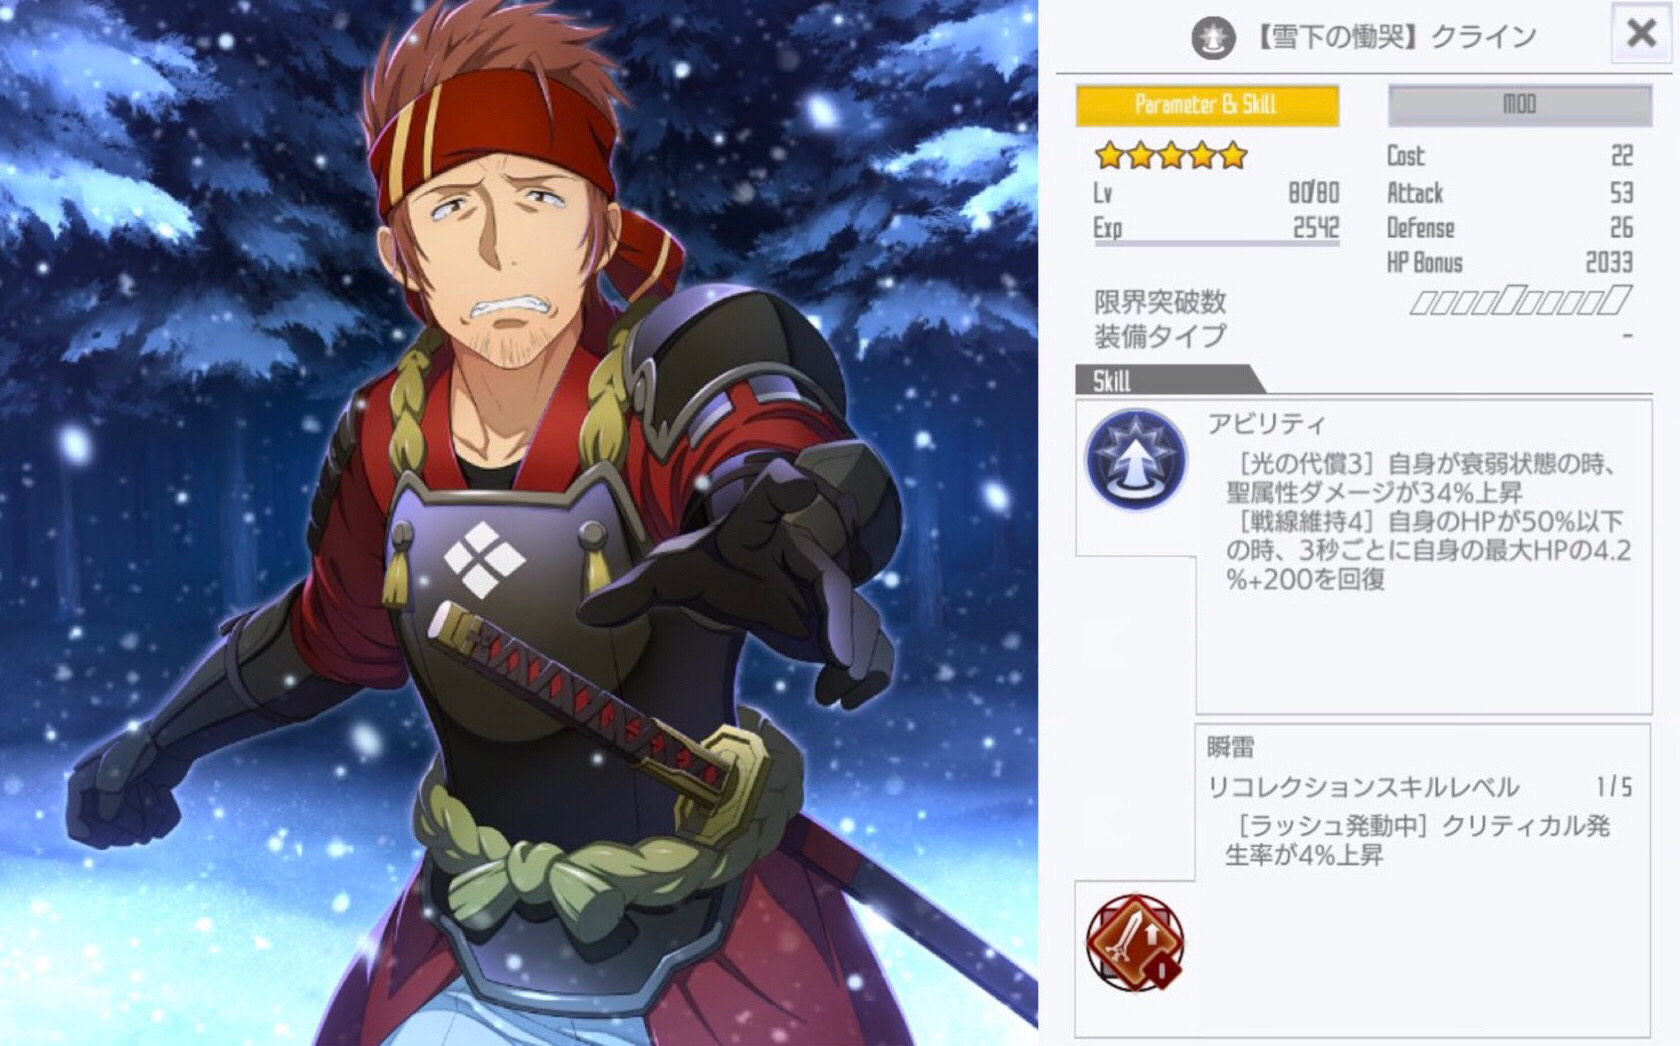 【雪下の慟哭】クライン
Parameter & Skill
MOD
Lv 80/80
Exp 2542
Cost 22
Attack 53
Defense 26
HP Bonus 2033
限界突破数
装備タイプ -
Skill
アビリティ
［光の代償3］自身が衰弱状態の時、
聖属性ダメージが34%上昇
［戦線維持4］自身のHPが50%以下
の時、3秒ごとに自身の最大HPの4.2
%+200を回復
瞬雷
リコレクションスキルレベル 1/5
［ラッシュ発動中］クリティカル発
生率が4%上昇
I